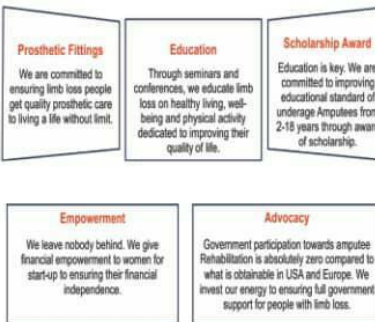 Prosthetic Fittings
We are committed to
ensuring limb loss people
get quality prosthetic care
to living a life without limit.
Education
Through seminars and
conferences, we educate limb
loss on healthy living, well-
being and physical activity
dedicated to improving their
quality of life.
Scholarship Award
Education is key. We are
committed to improving
educational standard of
underage Amputees from
2-18 years through award
of scholarship.
Empowerment
We leave nobody behind. We give
financial empowerment to women for
start-up to ensuring their financial
independence.
Advocacy
Government participation towards amputee
Rehabilitation is absolutely zero compared to
what is obtainable in USA and Europe. We
invest our energy to ensuring full government
support for people with limb loss.